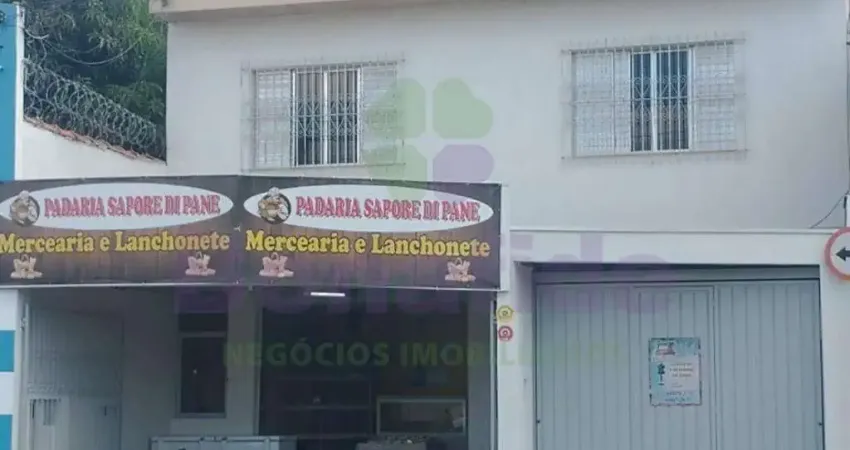 PADARIA SAPORE DI PANE
Mercearia e Lanchonete
PADARIA SAPORE DI PANE
Mercearia e Lanchonete
NEGÓCIOS IMOBILIÁRIOS